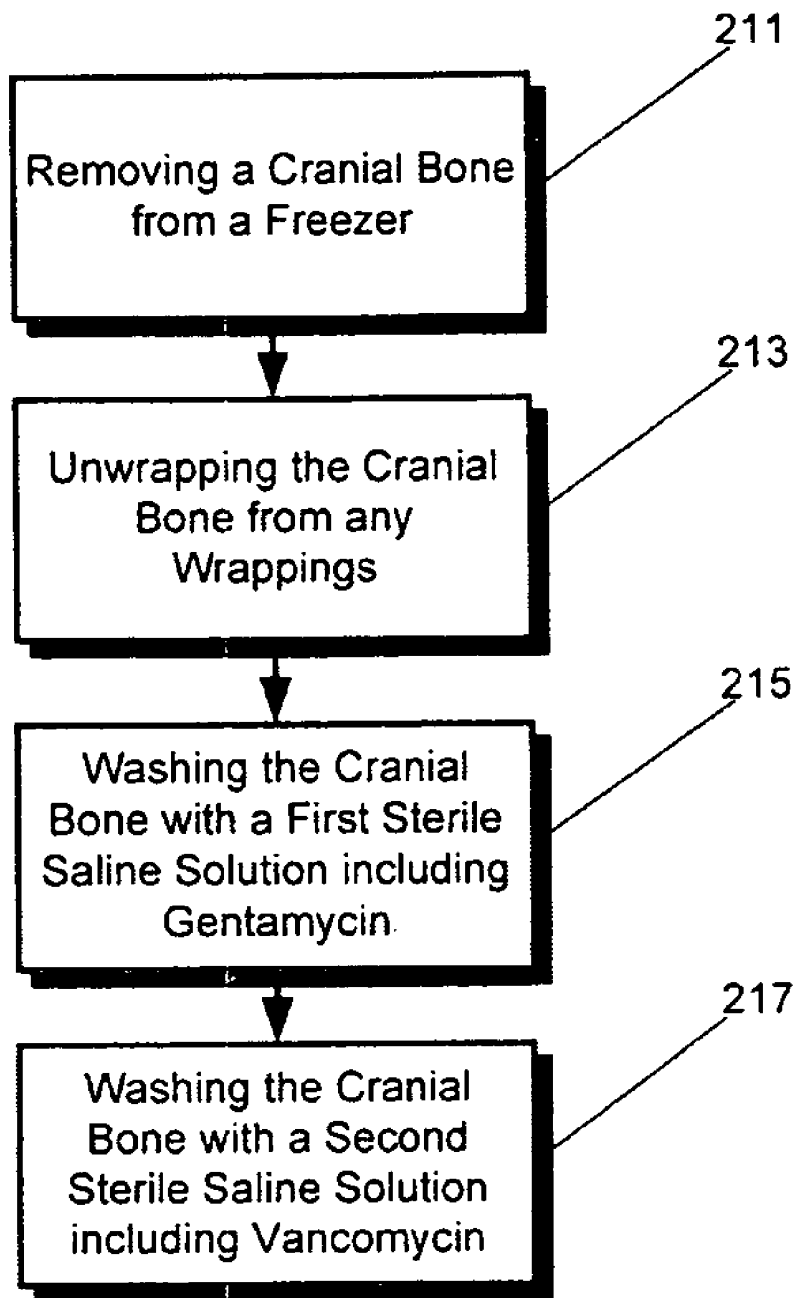 211
Removing a Cranial Bone
from a Freezer
213
Unwrapping the Cranial
Bone from any
Wrappings
215
Washing the Cranial
Bone with a First Sterile
Saline Solution including
Gentamycin
217
Washing the Cranial
Bone with a Second
Sterile Saline Solution
including Vancomycin